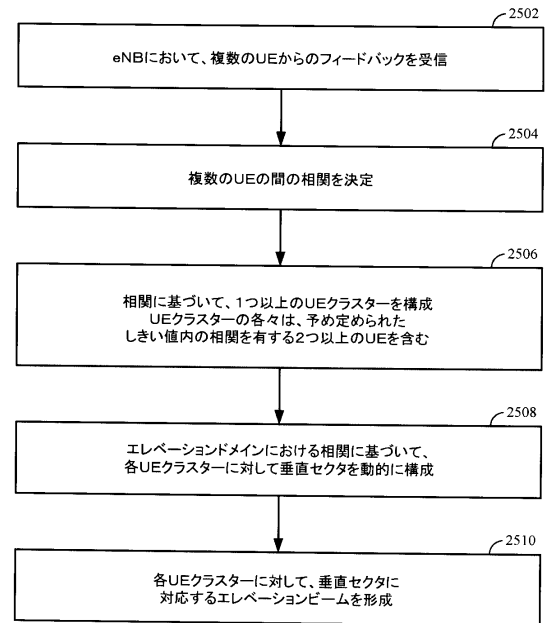 2502
eNBにおいて、複数のUEからのフィードバックを受信
2504
複数のUEの間の相関を決定
2506
相関に基づいて、1つ以上のUEクラスターを構成
UEクラスターの各々は、予め定められた
しきい値内の相関を有する2つ以上のUEを含む
2508
エレベーションドメインにおける相関に基づいて、
各UEクラスターに対して垂直セクタを動的に構成
2510
各UEクラスターに対して、垂直セクタに
対応するエレベーションビームを形成